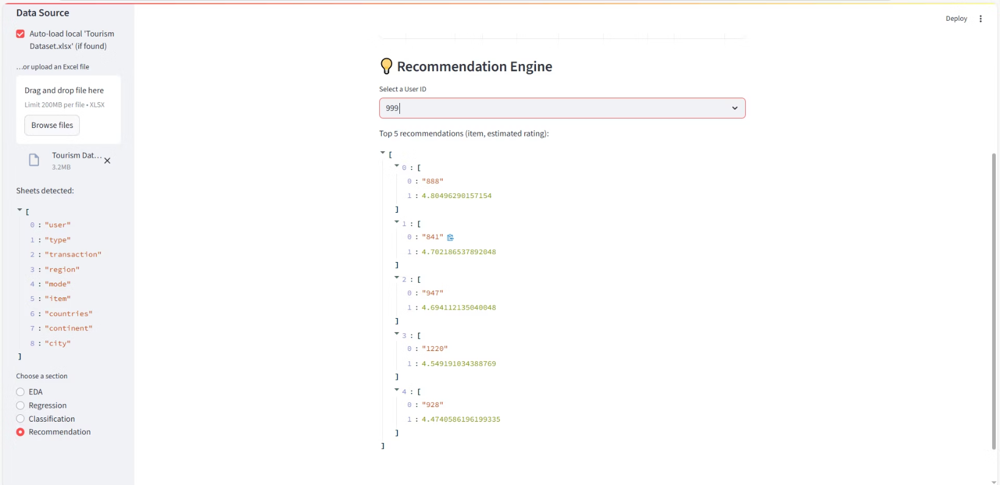 Data Source
Auto-load local 'Tourism
Dataset.xlsx' (if found)
...or upload an Excel file
Drag and drop file here
Limit 200MB per file • XLSX
Browse files
Tourism Dat...
3.2MB
Sheets detected:
[
0 : "user"
1 : "type"
2 : "transaction"
3 : "region"
4 : "mode"
5 : "item"
6 : "countries"
7 : "continent"
8 : "city"
]
Choose a section
EDA
Regression
Classification
Recommendation
Deploy
Recommendation Engine
Select a User ID
999
Top 5 recommendations (item, estimated rating):
[
0 : [
0 : "888"
1 : 4.80496290157154
]
1 : [
0 : "841"
1 : 4.702186537892048
]
2 : [
0 : "947"
1 : 4.694112135040048
]
3 : [
0 : "1220"
1 : 4.549191034388769
]
4 : [
0 : "928"
1 : 4.4740586196199335
]
]